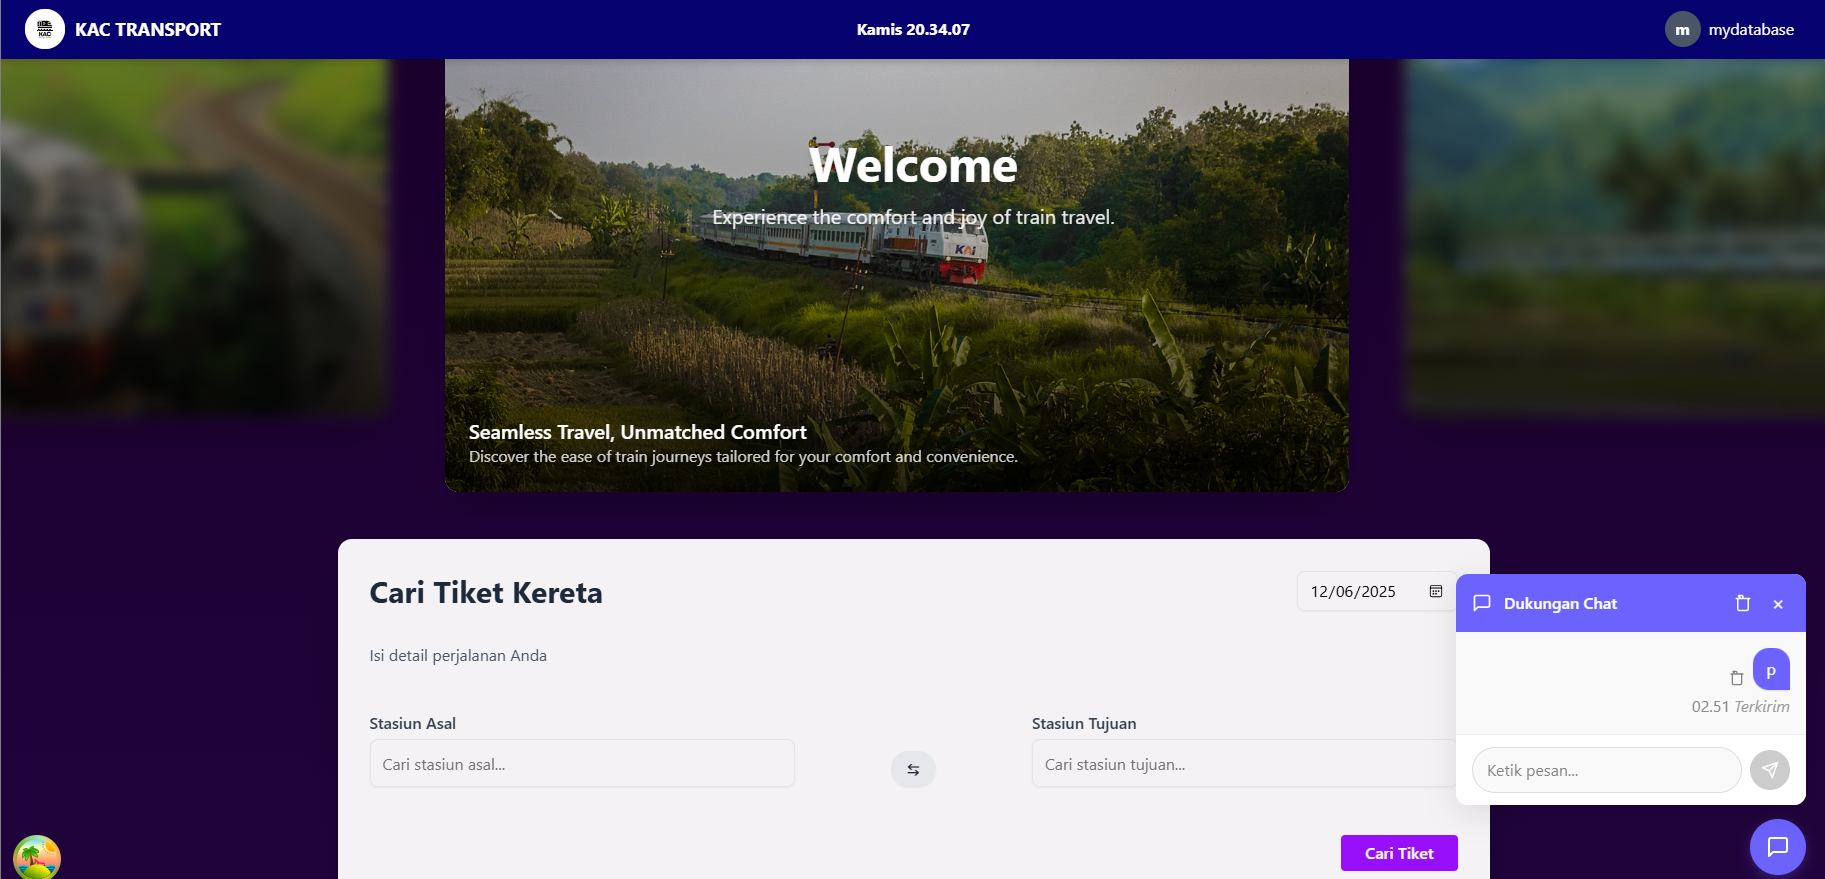 KAC TRANSPORT
Kamis 20.34.07
m mydatabase
Welcome
Experience the comfort and joy of train travel.
KAI
Seamless Travel, Unmatched Comfort
Discover the ease of train journeys tailored for your comfort and convenience.
Cari Tiket Kereta
12/06/2025
Isi detail perjalanan Anda
Stasiun Asal
Cari stasiun asal...
Stasiun Tujuan
Cari stasiun tujuan...
Cari Tiket
Dukungan Chat
p
02.51 Terkirim
Ketik pesan...